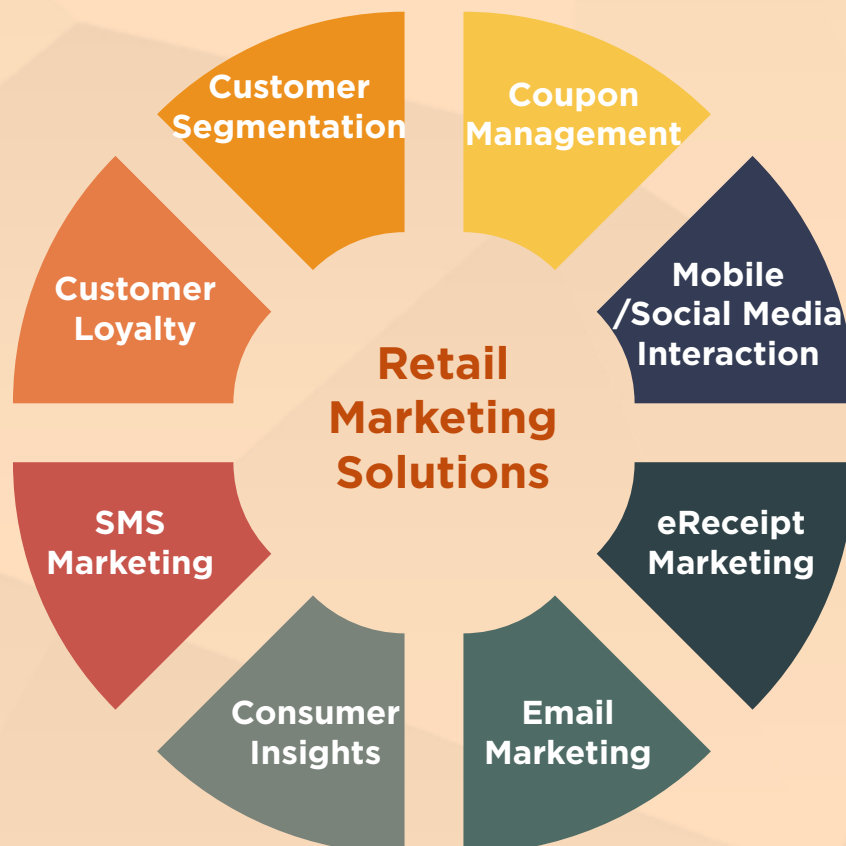 Customer
Segmentation
Coupon
Management
Mobile
/Social Media
Interaction
eReceipt
Marketing
Email
Marketing
Consumer
Insights
SMS
Marketing
Customer
Loyalty
Retail
Marketing
Solutions